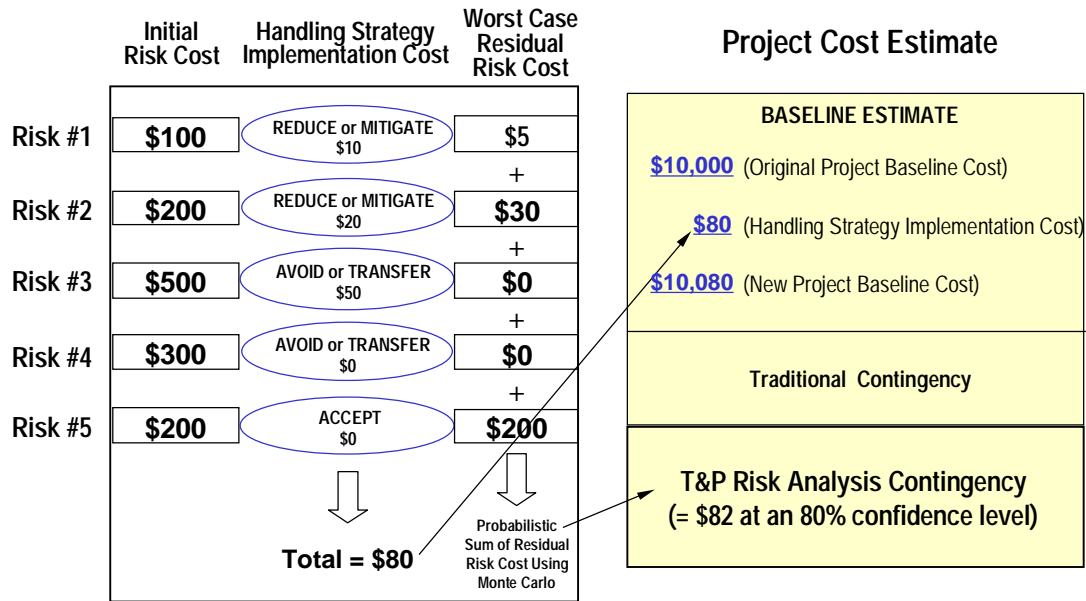 Initial
Risk Cost
Handling Strategy
Implementation Cost
Worst Case
Residual
Risk Cost
Risk #1
$100
REDUCE or MITIGATE
$10
$5
+
Risk #2
$200
REDUCE or MITIGATE
$20
$30
+
Risk #3
$500
AVOID or TRANSFER
$50
$0
+
Risk #4
$300
AVOID or TRANSFER
$0
$0
+
Risk #5
$200
ACCEPT
$0
$200
Total = $80
Probabilistic
Sum of Residual
Risk Cost Using
Monte Carlo
Project Cost Estimate
BASELINE ESTIMATE
$10,000 (Original Project Baseline Cost)
$80 (Handling Strategy Implementation Cost)
$10,080 (New Project Baseline Cost)
Traditional Contingency
T&P Risk Analysis Contingency
(= $82 at an 80% confidence level)